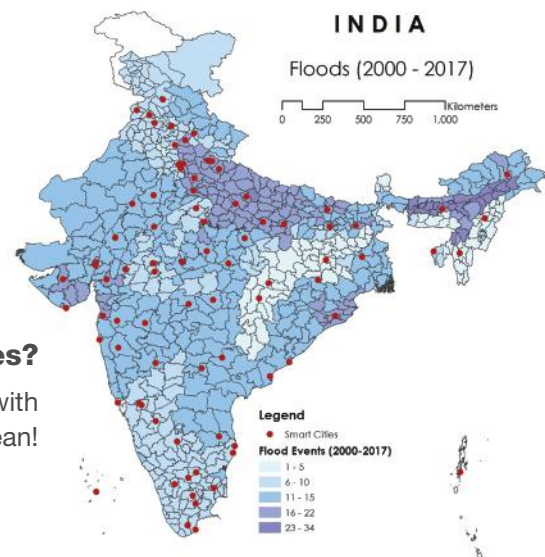 INDIA
Floods (2000 - 2017)
Kilometers
0 250 500 750 1,000
es?
with
ean!
Legend
Smart Cities
Flood Events (2000-2017)
1 - 5
6 - 10
11 - 15
16 - 22
23 - 34